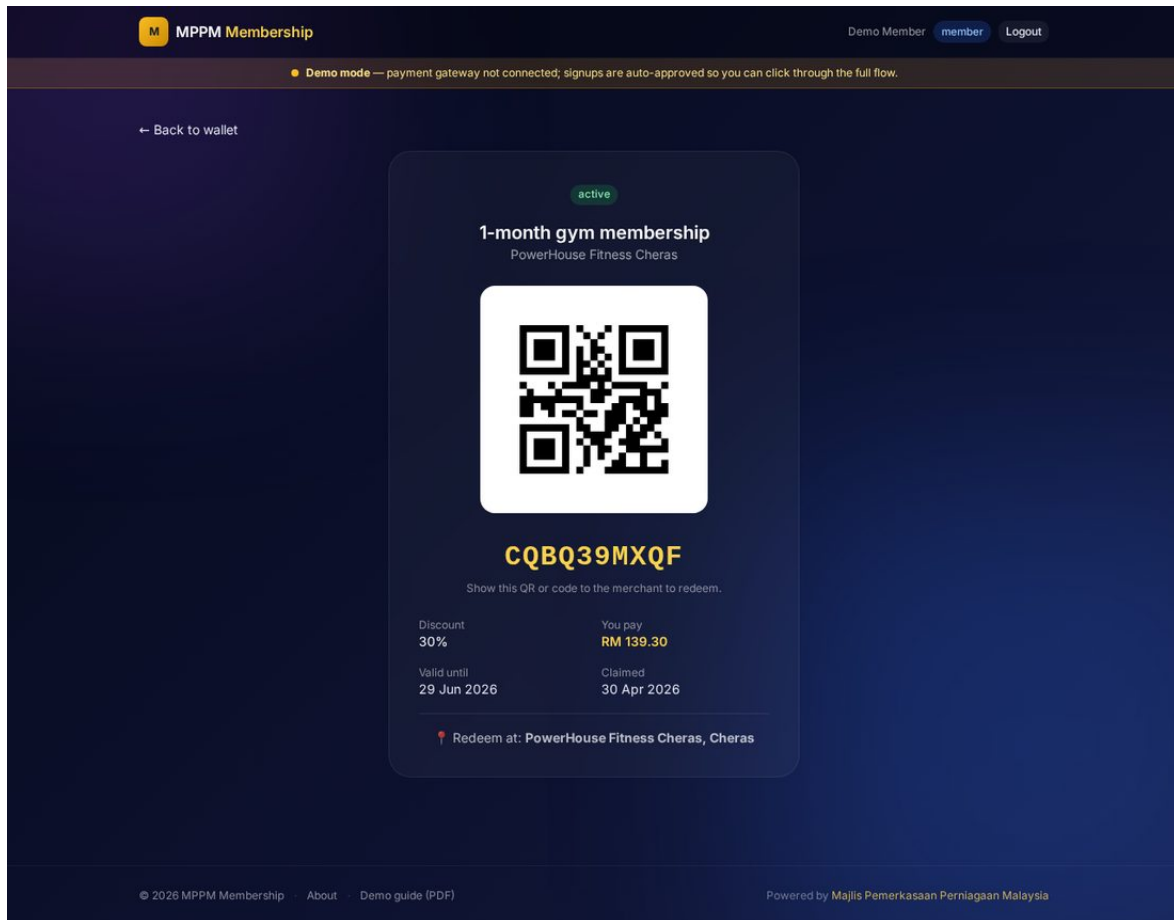 M MPPM Membership
Demo Member member Logout
Demo mode — payment gateway not connected; signups are auto-approved so you can click through the full flow.
← Back to wallet
active
1-month gym membership
PowerHouse Fitness Cheras
CQBQ39MXQF
Show this QR or code to the merchant to redeem.
Discount
30%
You pay
RM 139.30
Valid until
29 Jun 2026
Claimed
30 Apr 2026
📍 Redeem at: PowerHouse Fitness Cheras, Cheras
© 2026 MPPM Membership · About · Demo guide (PDF)
Powered by Majlis Pemerkasaan Perniagaan Malaysia